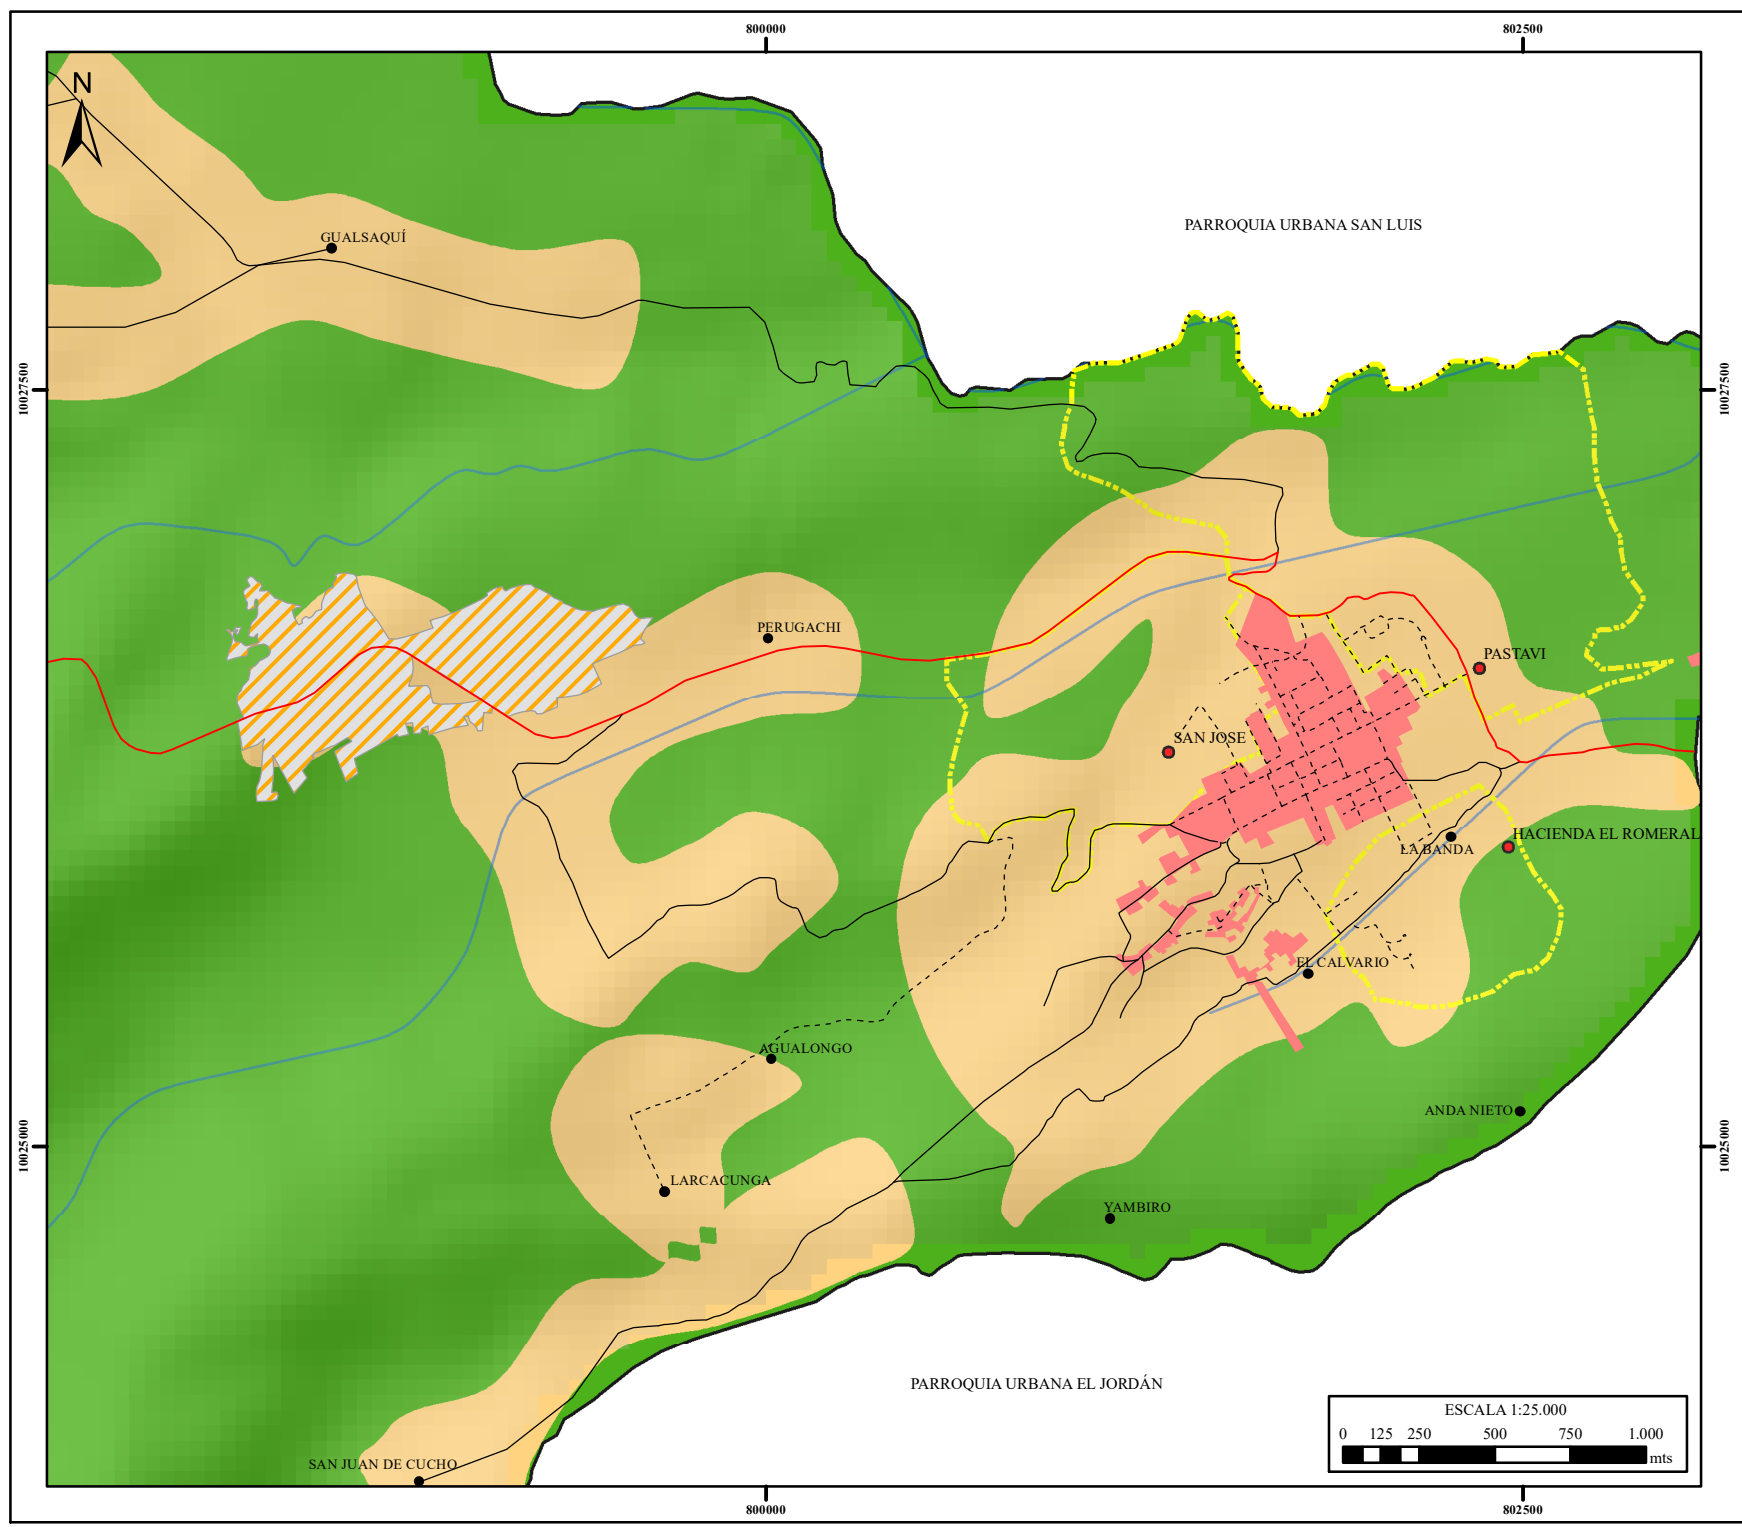 800000
802500
N
PARROQUIA URBANA SAN LUIS
GUALSAQUÍ
10027500
10027500
PERUGACHI
PASTAVI
SAN JOSE
HACIENDA EL ROMERAL
LA BANDA
EL CALVARIO
AGUALONGO
ANDA NIETO
10025000
10025000
LARCACUNGA
YAMBIRO
PARROQUIA URBANA EL JORDÁN
ESCALA 1:25.000
0 125 250 500 750 1.000
mts
SAN JUAN DE CUCHO
800000
802500